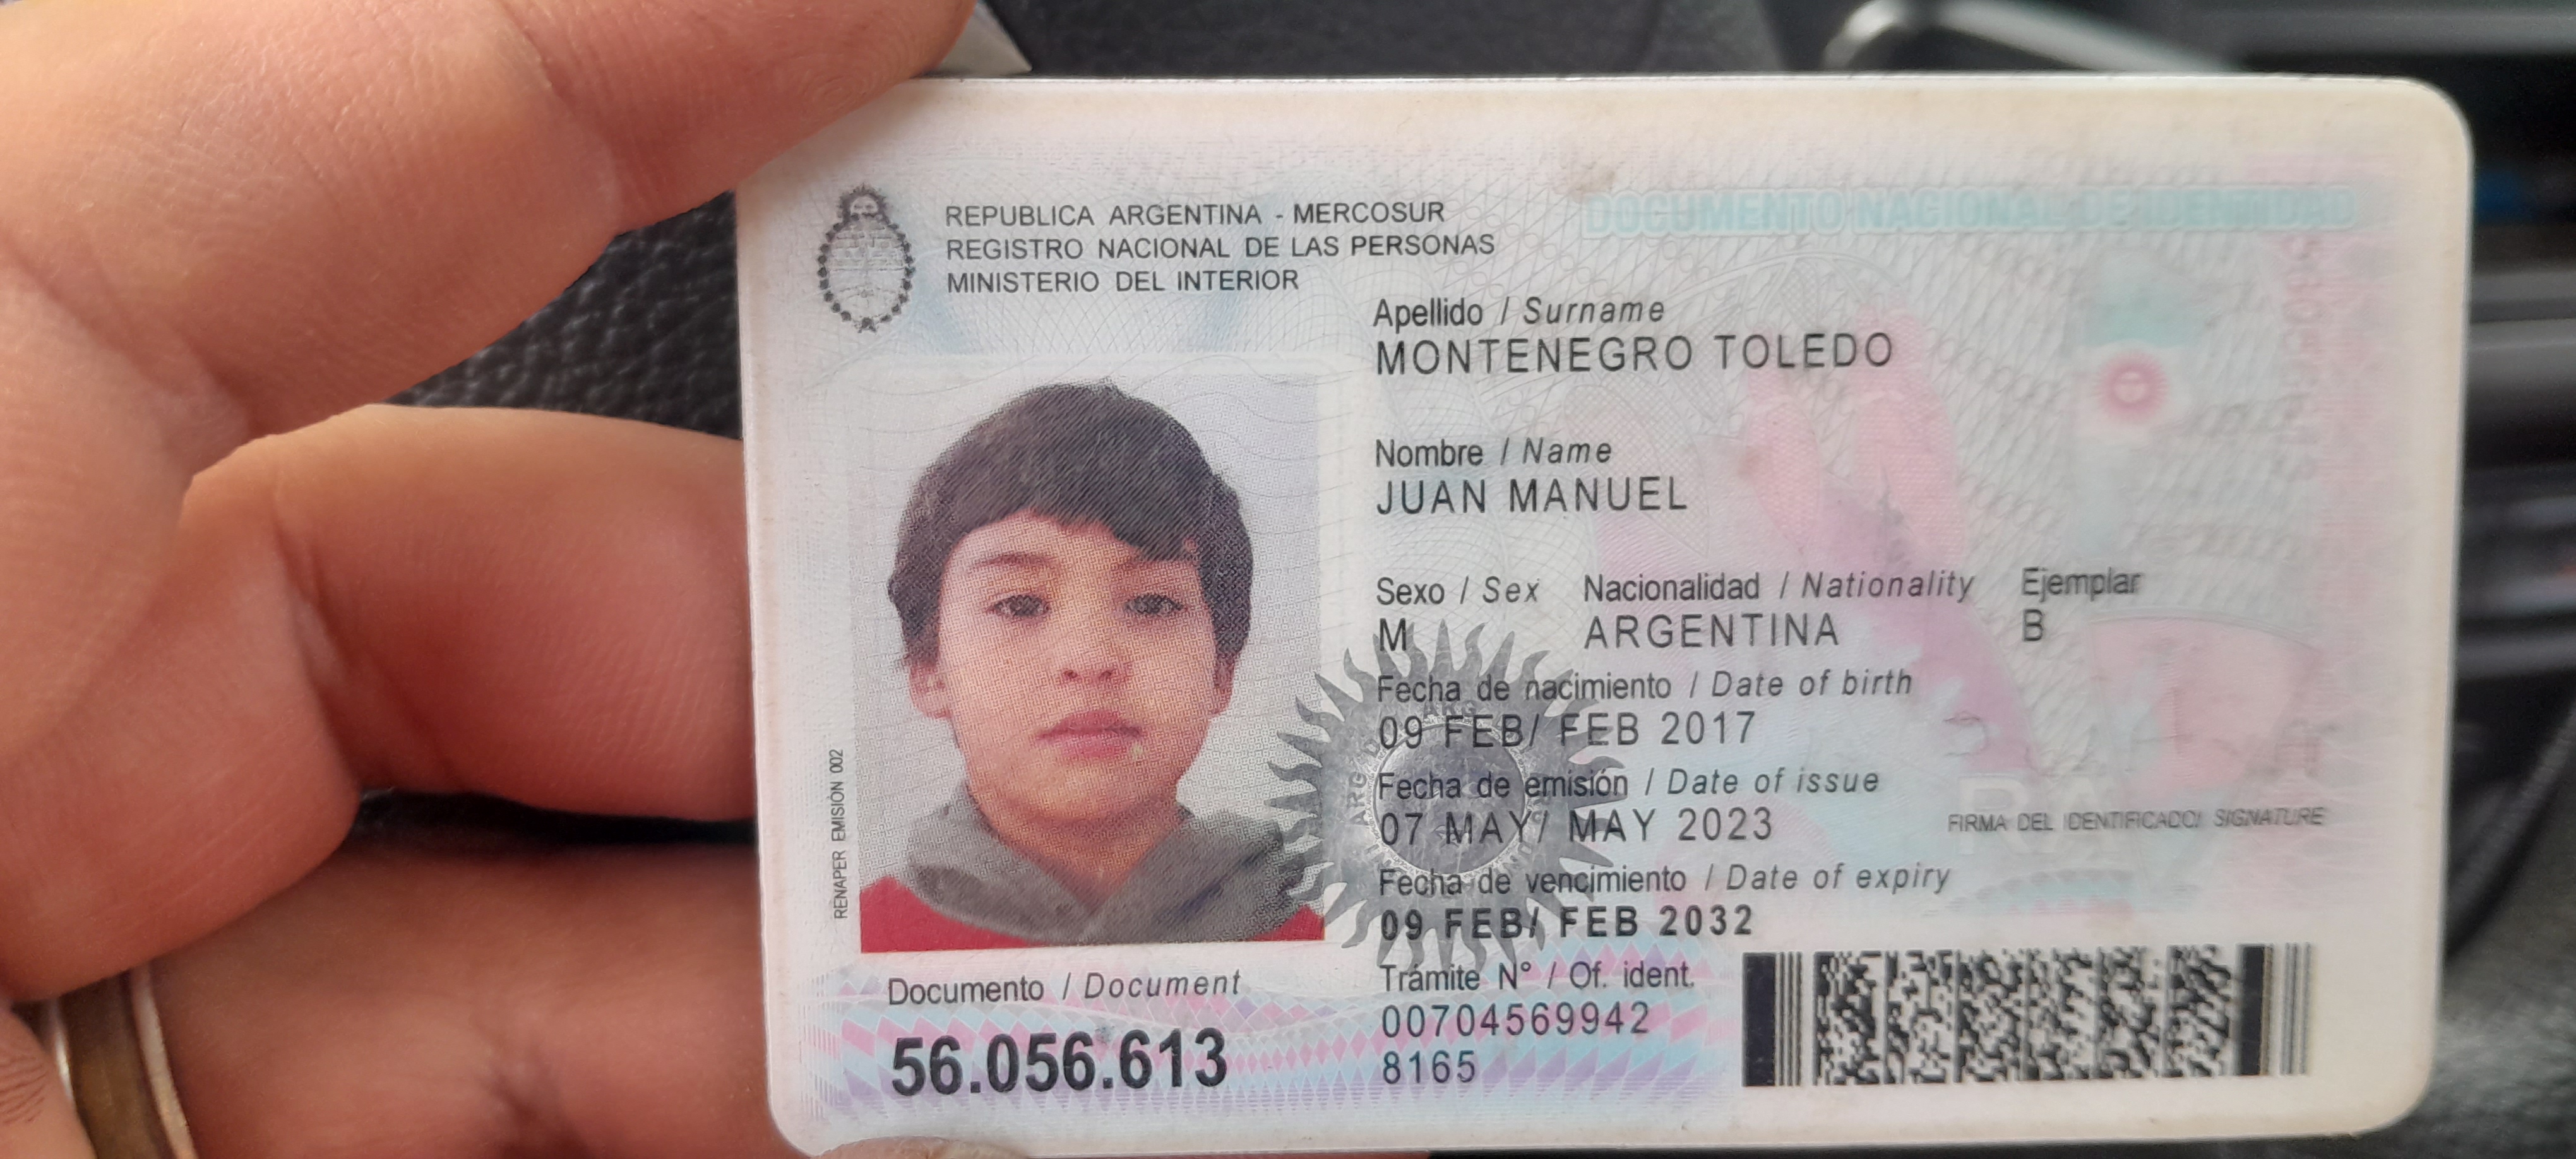 REPUBLICA ARGENTINA - MERCOSUR
REGISTRO NACIONAL DE LAS PERSONAS
MINISTERIO DEL INTERIOR
DOCUMENTO NACIONAL DE IDENTIDAD
Apellido / Surname
MONTENEGRO TOLEDO
Nombre / Name
JUAN MANUEL
Sexo / Sex Nacionalidad / Nationality Ejemplar
M ARGENTINA B
Fecha de nacimiento / Date of birth
09 FEB/ FEB 2017
Fecha de emisión / Date of issue
07 MAY/ MAY 2023
FIRMA DEL IDENTIFICADO/ SIGNATURE
Fecha de vencimiento / Date of expiry
09 FEB/ FEB 2032
RENAPER EMISIÓN 002
Documento / Document
56.056.613
Trámite N° / Of. ident.
00704569942
8165